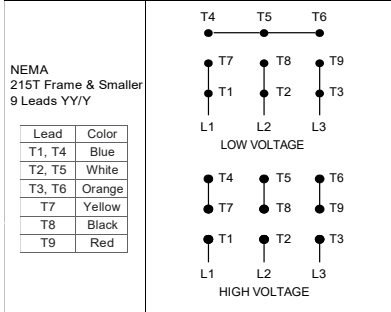 NEMA
215T Frame & Smaller
9 Leads YY/Y
Lead Color
T1, T4 Blue
T2, T5 White
T3, T6 Orange
T7 Yellow
T8 Black
T9 Red
T4 T5 T6
T7 T8 T9
T1 T2 T3
L1 L2 L3
LOW VOLTAGE
T4 T5 T6
T7 T8 T9
T1 T2 T3
L1 L2 L3
HIGH VOLTAGE